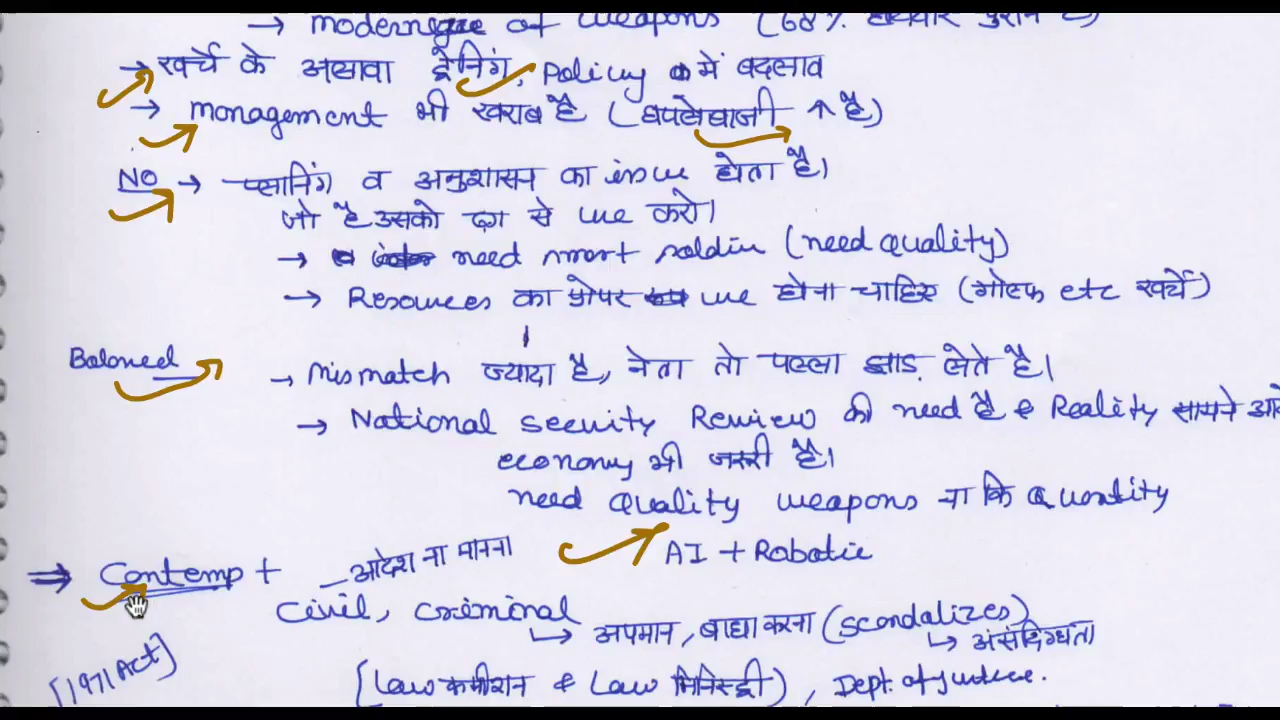 → moderneque of weapons (68% हथियार पुराने है)
→ खर्चे के अलावा ट्रेनिंग, Policy में बदलाव
→ management भी खराब है (घपलेबाजी ↑ है)
NO → प्लानिंग व अनुशासन का issue होता है।
जो है उसको ढग से use करो।
→ need smart soldier (need quality)
→ Resources का प्रोपर use होना चाहिए (गोल्फ etc खर्चे)
Balanced
→ mismatch ज्यादा है, नेता तो पल्ला झाड़ लेते है।
→ National security Review की need है & Reality सामने आये
economy भी जरूरी है।
need Quality weapons ना कि Quantity
AI + Robotic
⇒ Contempt – आदेश ना मानना
civil, criminal
↳ अपमान, बाधा करना (scandalizes)
↳ अंसंदिग्धता
[1971 Act]
[Law कमीशन & Law मिनिस्ट्री), Dept. of justice.